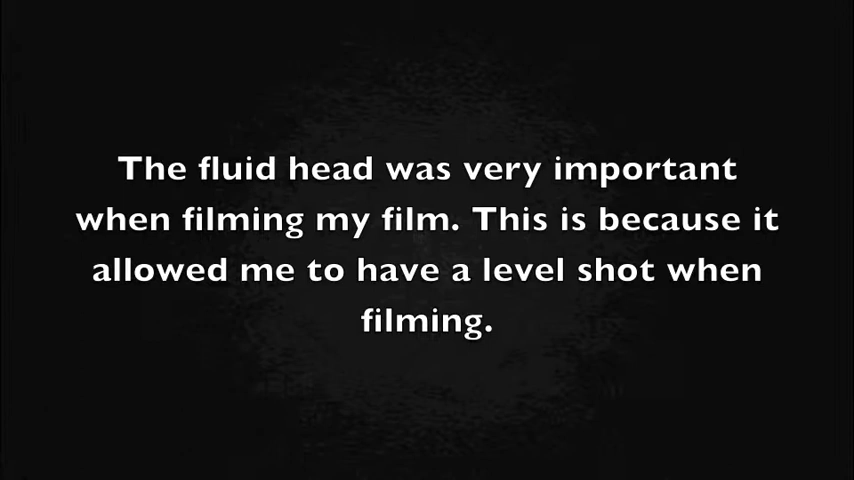 The fluid head was very important
when filming my film. This is because it
allowed me to have a level shot when
filming.